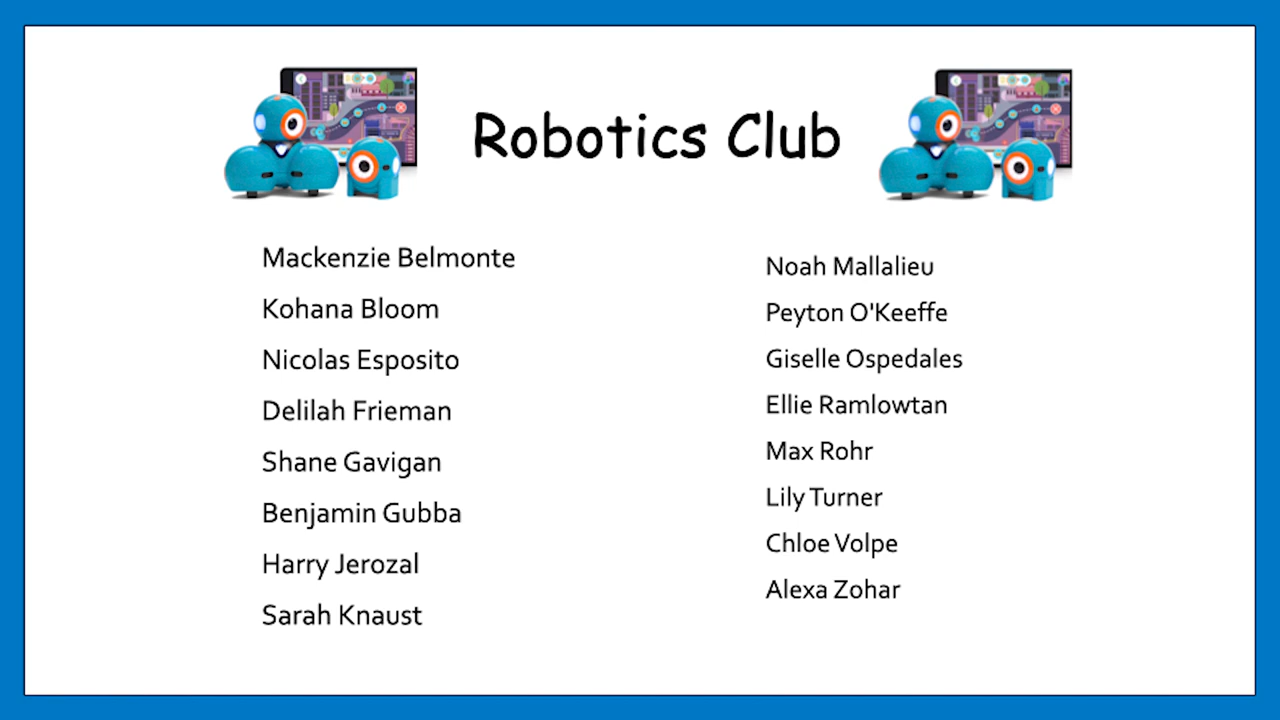 Robotics Club
Mackenzie Belmonte
Kohana Bloom
Nicolas Esposito
Delilah Frieman
Shane Gavigan
Benjamin Gubba
Harry Jerozal
Sarah Knaust
Noah Mallalieu
Peyton O'Keeffe
Giselle Ospedales
Ellie Ramlowtan
Max Rohr
Lily Turner
Chloe Volpe
Alexa Zohar